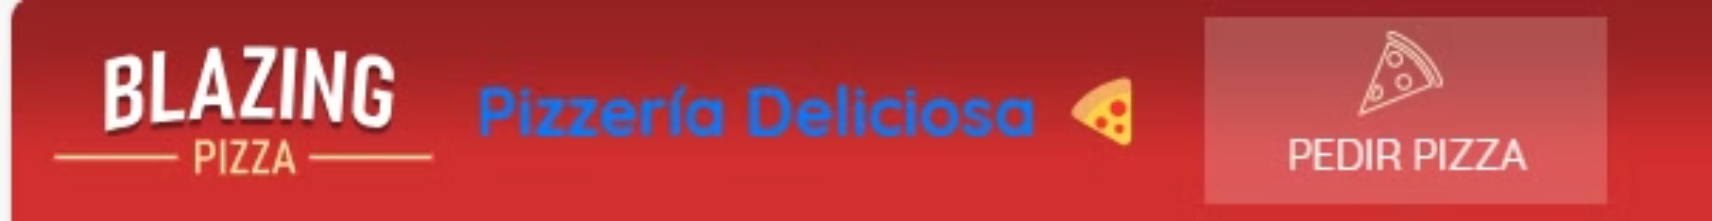 BLAZING
PIZZA
Pizzería Deliciosa 🍕
PEDIR PIZZA